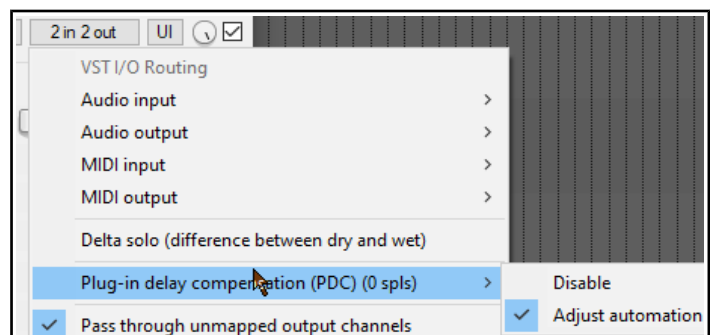 2 in 2 out UI
VST I/O Routing
Audio input
Audio output
MIDI input
MIDI output
Delta solo (difference between dry and wet)
Plug-in delay compensation (PDC) (0 spls)
Disable
Adjust automation
Pass through unmapped output channels